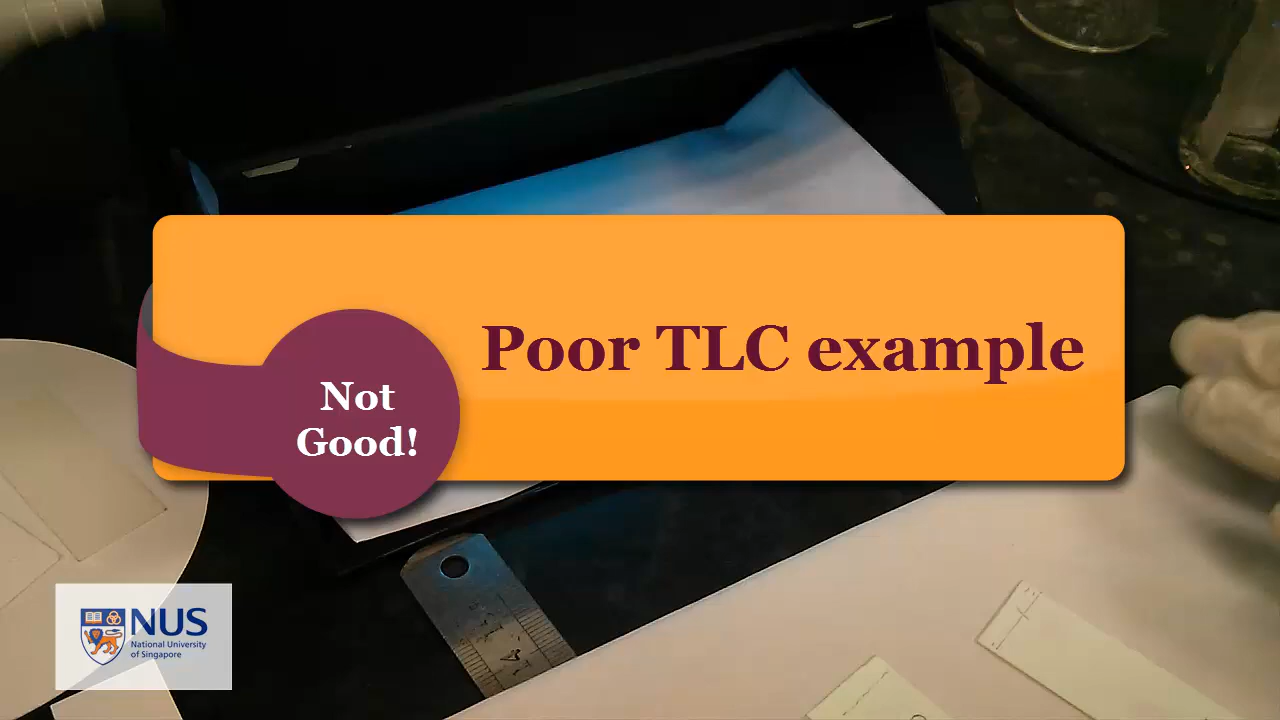 Poor TLC example
Not
Good!
NUS
National University
of Singapore